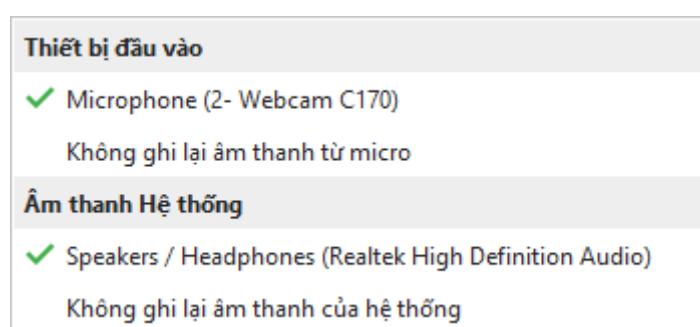 Thiết bị đầu vào
Microphone (2- Webcam C170)
Không ghi lại âm thanh từ micro
Âm thanh Hệ thống
Speakers / Headphones (Realtek High Definition Audio)
Không ghi lại âm thanh của hệ thống